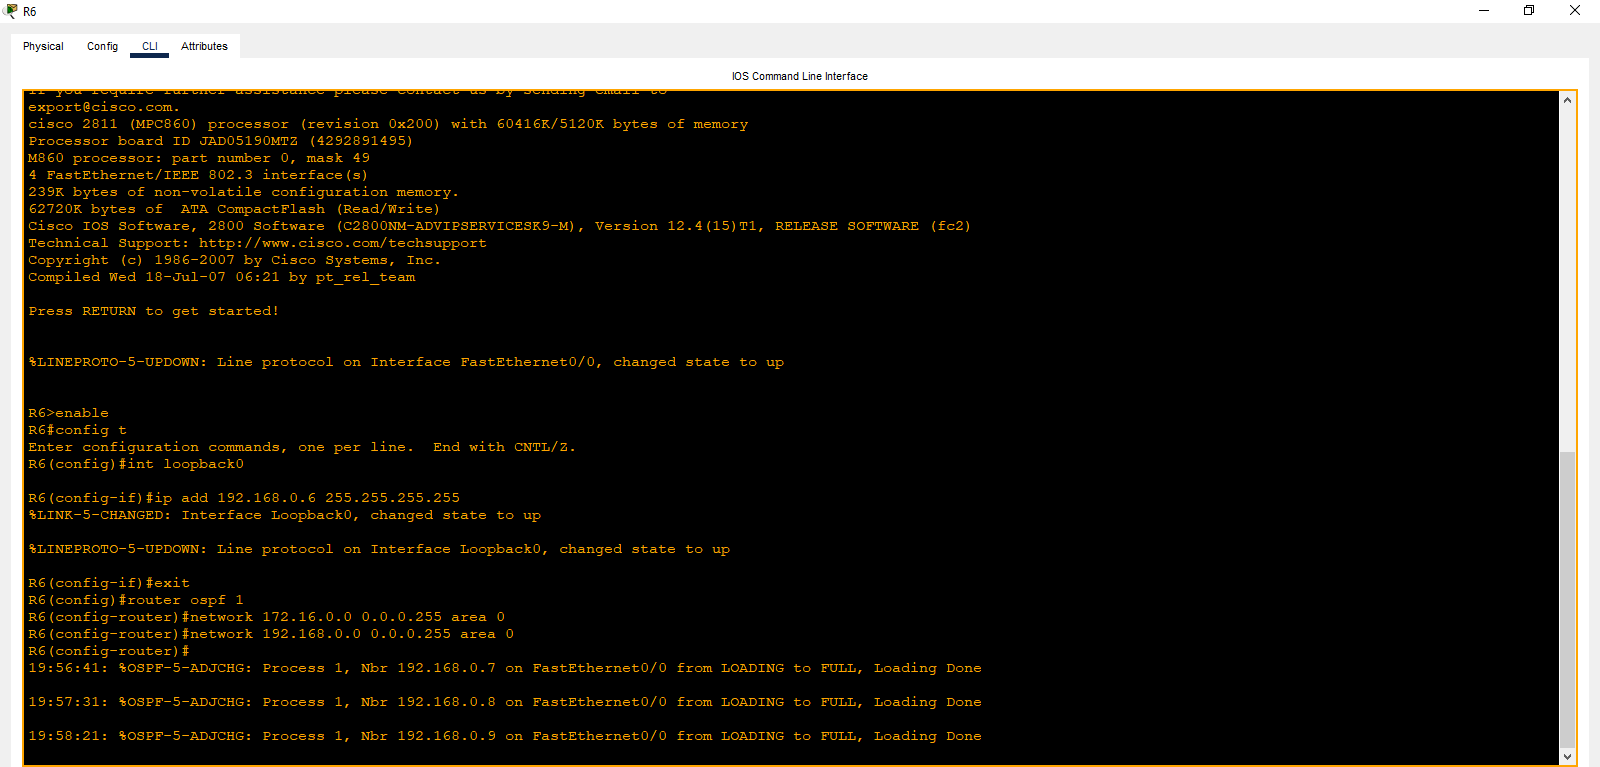 R6
Physical Config CLI Attributes
IOS Command Line Interface
If you require further assistance please contact us by sending email to
export@cisco.com.
cisco 2811 (MPC860) processor (revision 0x200) with 60416K/5120K bytes of memory
Processor board ID JAD05190MTZ (4292891495)
M860 processor: part number 0, mask 49
4 FastEthernet/IEEE 802.3 interface(s)
239K bytes of non-volatile configuration memory.
62720K bytes of  ATA CompactFlash (Read/Write)
Cisco IOS Software, 2800 Software (C2800NM-ADVIPSERVICESK9-M), Version 12.4(15)T1, RELEASE SOFTWARE (fc2)
Technical Support: http://www.cisco.com/techsupport
Copyright (c) 1986-2007 by Cisco Systems, Inc.
Compiled Wed 18-Jul-07 06:21 by pt_rel_team
Press RETURN to get started!
%LINEPROTO-5-UPDOWN: Line protocol on Interface FastEthernet0/0, changed state to up
R6>enable
R6#config t
Enter configuration commands, one per line.  End with CNTL/Z.
R6(config)#int loopback0
R6(config-if)#ip add 192.168.0.6 255.255.255.255
%LINK-5-CHANGED: Interface Loopback0, changed state to up
%LINEPROTO-5-UPDOWN: Line protocol on Interface Loopback0, changed state to up
R6(config-if)#exit
R6(config)#router ospf 1
R6(config-router)#network 172.16.0.0 0.0.0.255 area 0
R6(config-router)#network 192.168.0.0 0.0.0.255 area 0
R6(config-router)#
19:56:41: %OSPF-5-ADJCHG: Process 1, Nbr 192.168.0.7 on FastEthernet0/0 from LOADING to FULL, Loading Done
19:57:31: %OSPF-5-ADJCHG: Process 1, Nbr 192.168.0.8 on FastEthernet0/0 from LOADING to FULL, Loading Done
19:58:21: %OSPF-5-ADJCHG: Process 1, Nbr 192.168.0.9 on FastEthernet0/0 from LOADING to FULL, Loading Done